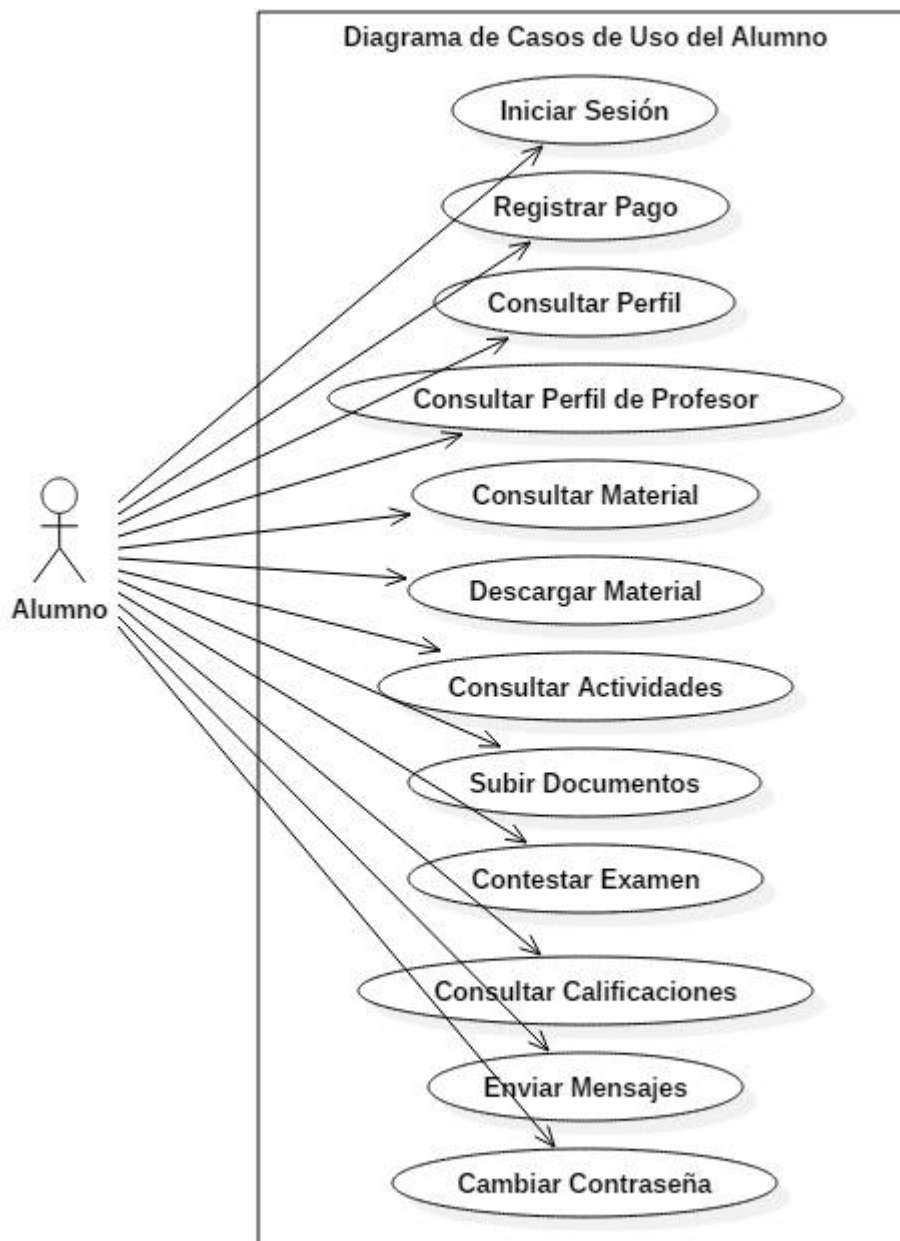 Diagrama de Casos de Uso del Alumno
Iniciar Sesión
Registrar Pago
Consultar Perfil
Consultar Perfil de Profesor
Consultar Material
Descargar Material
Alumno
Consultar Actividades
Subir Documentos
Contestar Examen
Consultar Calificaciones
Enviar Mensajes
Cambiar Contraseña